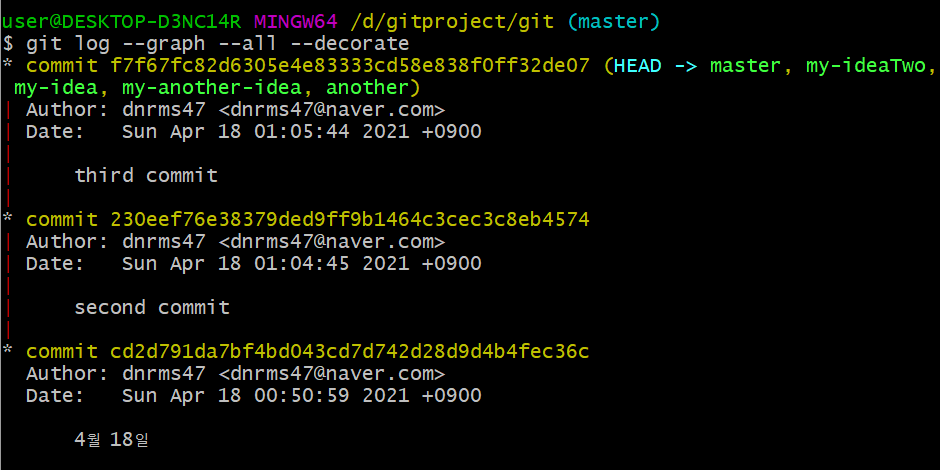 user@DESKTOP-D3NC14R MINGW64 /d/gitproject/git (master)
$ git log --graph --all --decorate
* commit f7f67fc82d6305e4e83333cd58e838f0ff32de07 (HEAD -> master, my-ideaTwo,
my-idea, my-another-idea, another)
| Author: dnrms47 <dnrms47@naver.com>
| Date:   Sun Apr 18 01:05:44 2021 +0900
|
|     third commit
|
* commit 230eef76e38379ded9ff9b1464c3cec3c8eb4574
| Author: dnrms47 <dnrms47@naver.com>
| Date:   Sun Apr 18 01:04:45 2021 +0900
|
|     second commit
|
* commit cd2d791da7bf4bd043cd7d742d28d9d4b4fec36c
  Author: dnrms47 <dnrms47@naver.com>
  Date:   Sun Apr 18 00:50:59 2021 +0900

      4월 18일